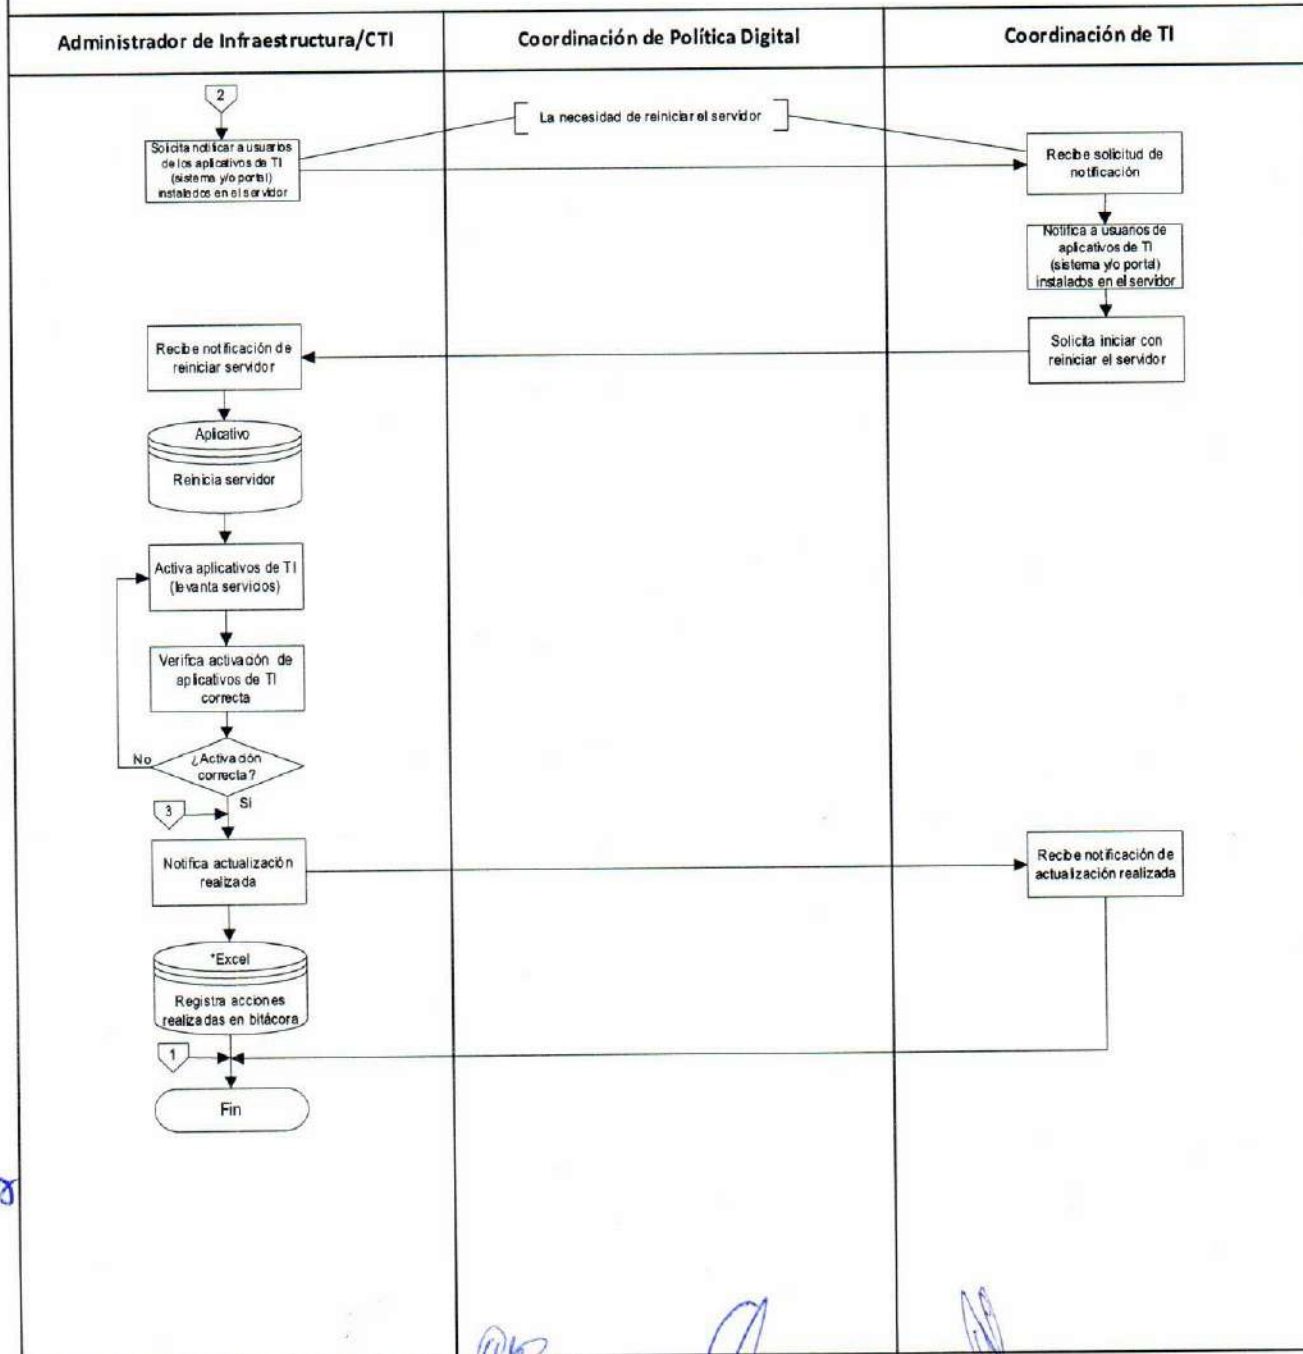 Administrador de Infraestructura/CTI
Coordinación de Política Digital
Coordinación de TI
2
La necesidad de reiniciar el servidor
Solicita notificar a usuarios
de los aplicativos de TI
(sistema y/o portal)
instalados en el servidor
Recibe solicitud de
notificación
Notifica a usuarios de
aplicativos de TI
(sistema y/o portal)
instalados en el servidor
Solicita iniciar con
reiniciar el servidor
Recibe notificación de
reiniciar servidor
Aplicativo
Reinicia servidor
Activa aplicativos de TI
(levanta servicios)
Verifica activación de
aplicativos de TI
correcta
¿Activación
correcta?
No
Si
3
Notifica actualización
realizada
Recibe notificación de
actualización realizada
*Excel
Registra acciones
realizadas en bitácora
1
Fin